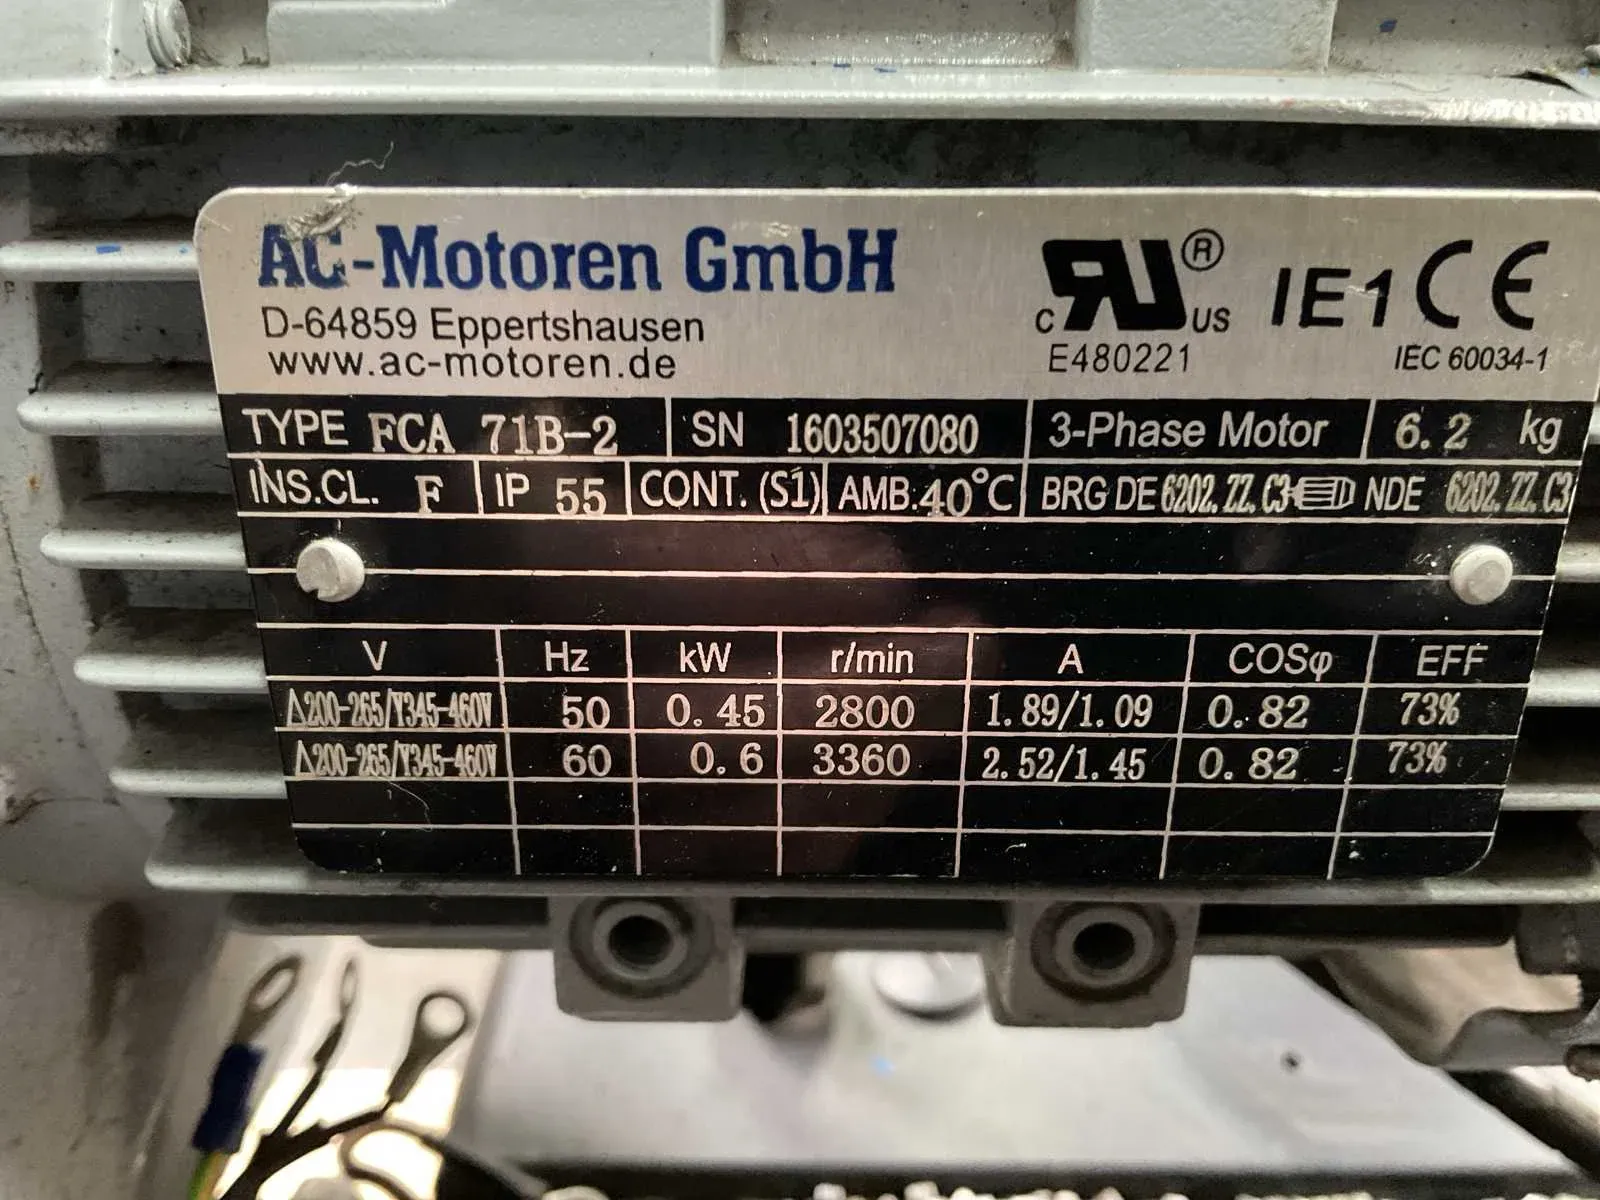 AC-Motoren GmbH
D-64859 Eppertshausen
www.ac-motoren.de
c RU ® US
E480221
IE1 CE
IEC 60034-1
TYPE FCA 71B-2 SN 1603507080 3-Phase Motor 6.2 kg
INS.CL. F IP 55 CONT.(S1) AMB.40°C BRG DE 6202.ZZ.C3 NDE 6202.ZZ.C3
V Hz kW r/min A COSφ EFF
Δ200-265/Y345-460V 50 0.45 2800 1.89/1.09 0.82 73%
Δ200-265/Y345-460V 60 0.6 3360 2.52/1.45 0.82 73%